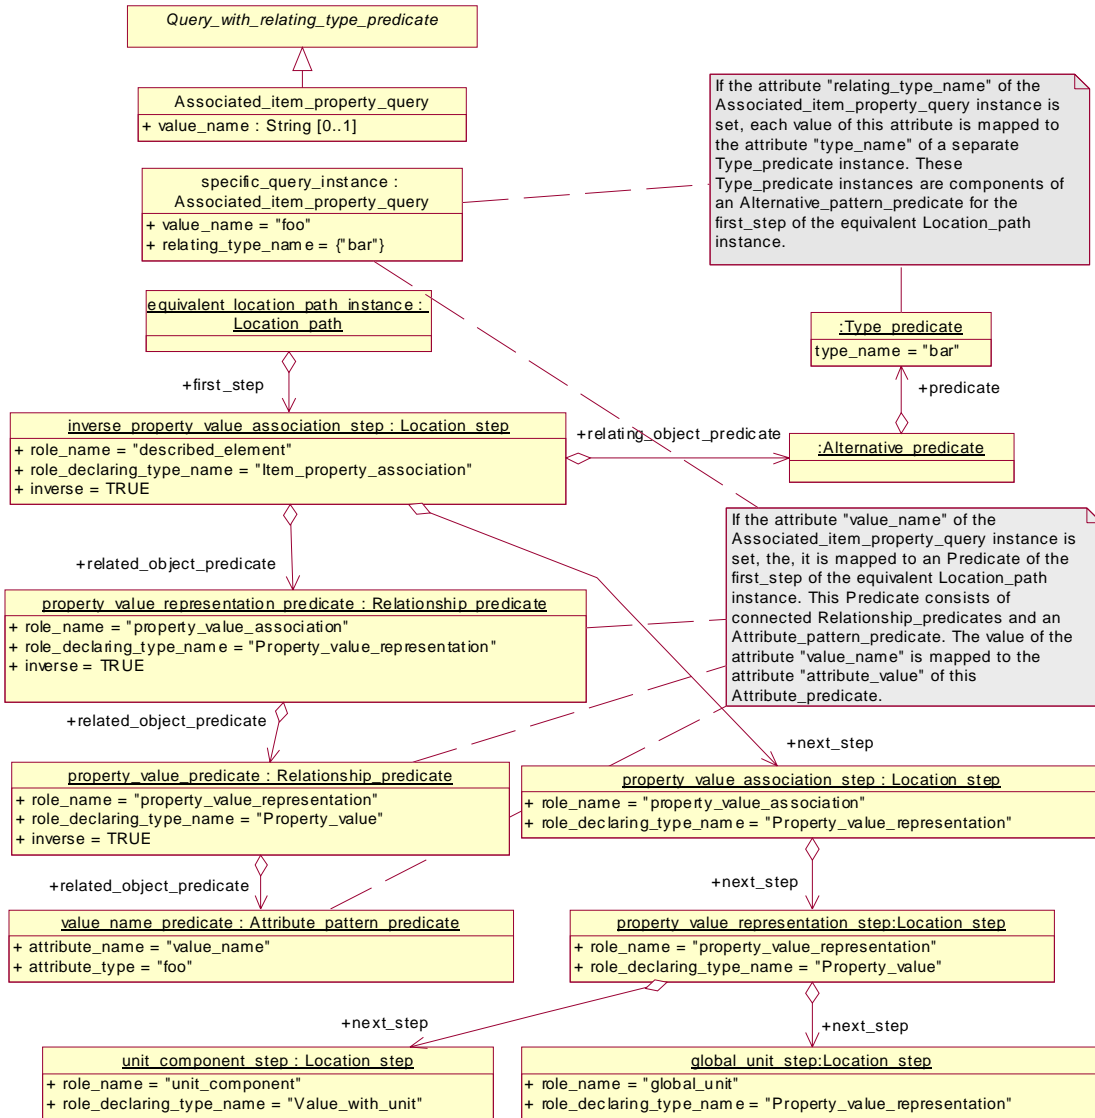 Query_with_relating_type_predicate
Associated_item_property_query
+ value_name : String [0..1]
specific_query_instance :
Associated_item_property_query
+ value_name = "foo"
+ relating_type_name = {"bar"}
If the attribute "relating_type_name" of the
Associated_item_property_query instance is
set, each value of this attribute is mapped to
the attribute "type_name" of a separate
Type_predicate instance. These
Type_predicate instances are components of
an Alternative_pattern_predicate for the
first_step of the equivalent Location_path
instance.
equivalent_location_path_instance :
Location_path
:Type_predicate
type_name = "bar"
+first_step
+predicate
inverse_property_value_association_step : Location_step
+ role_name = "described_element"
+ role_declaring_type_name = "Item_property_association"
+ inverse = TRUE
+relating_object_predicate
:Alternative_predicate
If the attribute "value_name" of the
Associated_item_property_query instance is
set, the, it is mapped to an Predicate of the
first_step of the equivalent Location_path
instance. This Predicate consists of
connected Relationship_predicates and an
Attribute_pattern_predicate. The value of the
attribute "value_name" is mapped to the
attribute "attribute_value" of this
Attribute_predicate.
+related_object_predicate
property_value_representation_predicate : Relationship_predicate
+ role_name = "property_value_association"
+ role_declaring_type_name = "Property_value_representation"
+ inverse = TRUE
+related_object_predicate
+next_step
property_value_predicate : Relationship_predicate
+ role_name = "property_value_representation"
+ role_declaring_type_name = "Property_value"
+ inverse = TRUE
property_value_association_step : Location_step
+ role_name = "property_value_association"
+ role_declaring_type_name = "Property_value_representation"
+related_object_predicate
+next_step
value_name_predicate : Attribute_pattern_predicate
+ attribute_name = "value_name"
+ attribute_type = "foo"
property_value_representation_step:Location_step
+ role_name = "property_value_representation"
+ role_declaring_type_name = "Property_value"
+next_step
+next_step
unit_component_step : Location_step
+ role_name = "unit_component"
+ role_declaring_type_name = "Value_with_unit"
global_unit_step:Location_step
+ role_name = "global_unit"
+ role_declaring_type_name = "Property_value_representation"